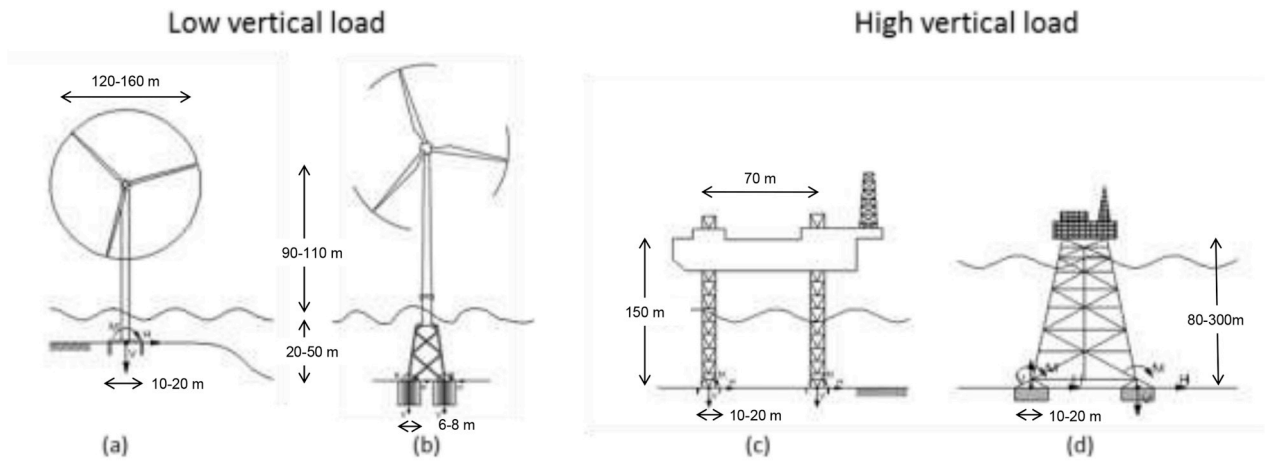 Low vertical load
High vertical load
120-160 m
90-110 m
20-50 m
10-20 m
6-8 m
70 m
150 m
10-20 m
80-300m
10-20 m
M
H
V
M
M
H
(a)
(b)
(c)
(d)